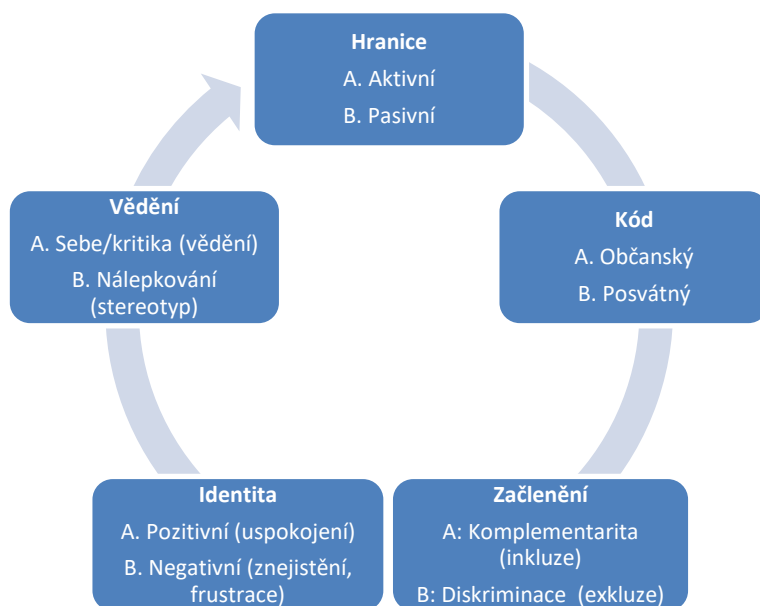 Hranice
A. Aktivní
B. Pasivní
Kód
A. Občanský
B. Posvátný
Začlenění
A: Komplementarita
(inkluze)
B: Diskriminace  (exkluze)
Identita
A. Pozitivní (uspokojení)
B. Negativní (znejistění,
frustrace)
Vědění
A. Sebe/kritika (vědění)
B. Nálepkování
(stereotyp)